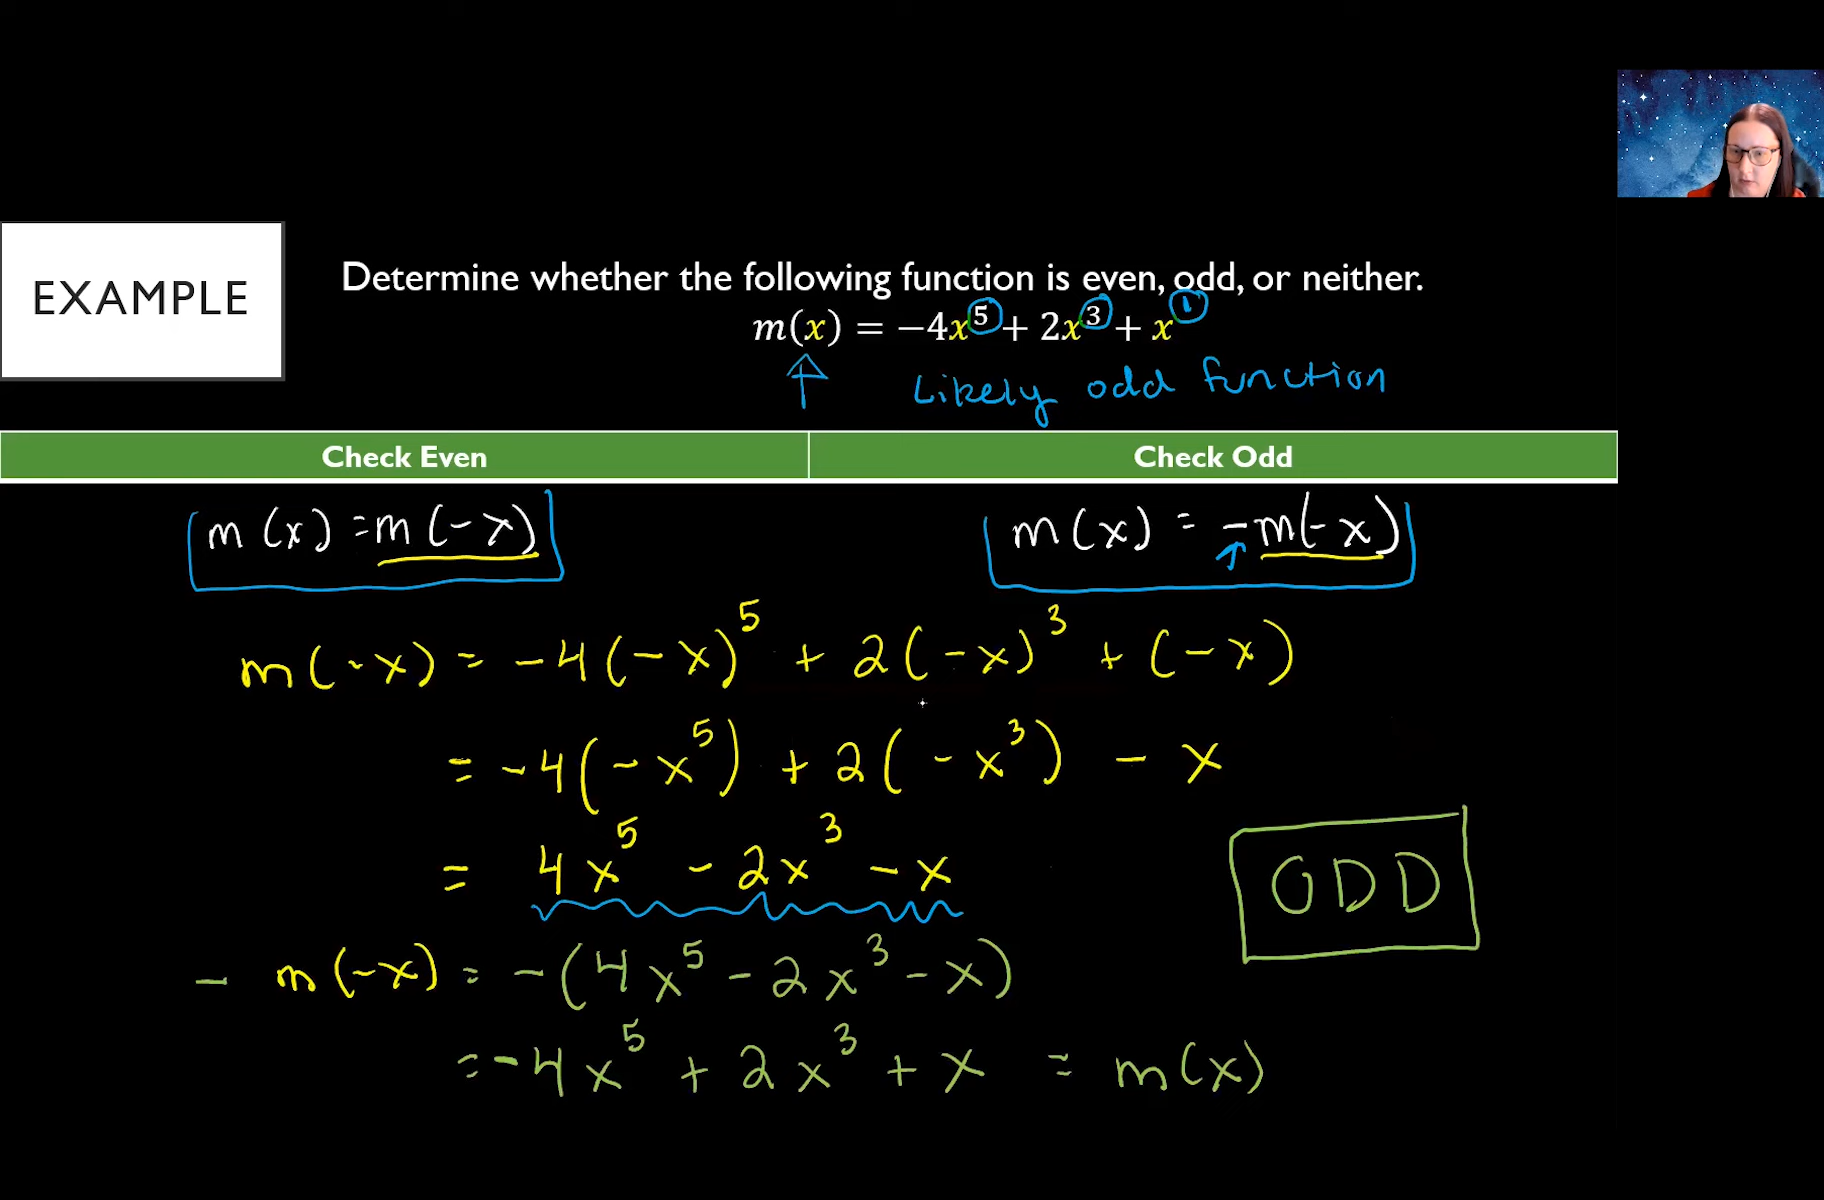 EXAMPLE
Determine whether the following function is even, odd, or neither.
m(x) = −4x⁵ + 2x³ + x¹
Likely odd function
Check Even
Check Odd
m(x) = m(-x)
m(x) = -m(-x)
m(-x) = -4(-x)⁵ + 2(-x)³ + (-x)
= -4(-x⁵) + 2(-x³) - x
= 4x⁵ - 2x³ - x
ODD
- m(-x) = -(4x⁵ - 2x³ - x)
= -4x⁵ + 2x³ + x = m(x)